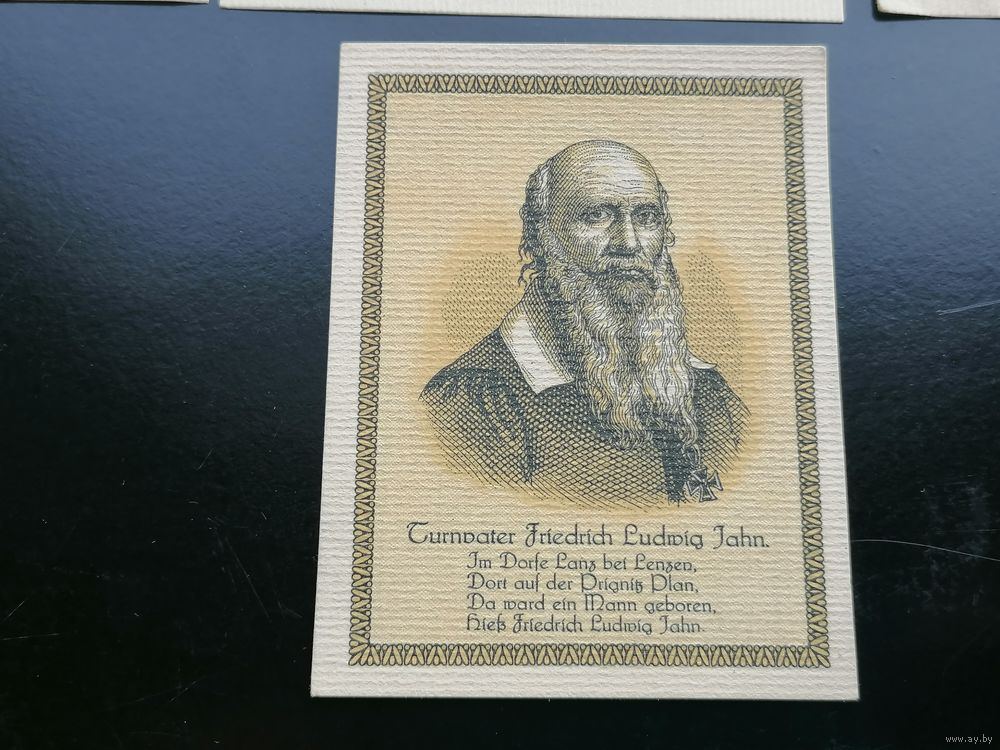 Turnvater Friedrich Ludwig Jahn.
Im Dorfe Lanz bei Lenzen,
Dort auf der Prignitz Plan,
Da ward ein Mann geboren,
Hieß Friedrich Ludwig Jahn.
www.ay.by